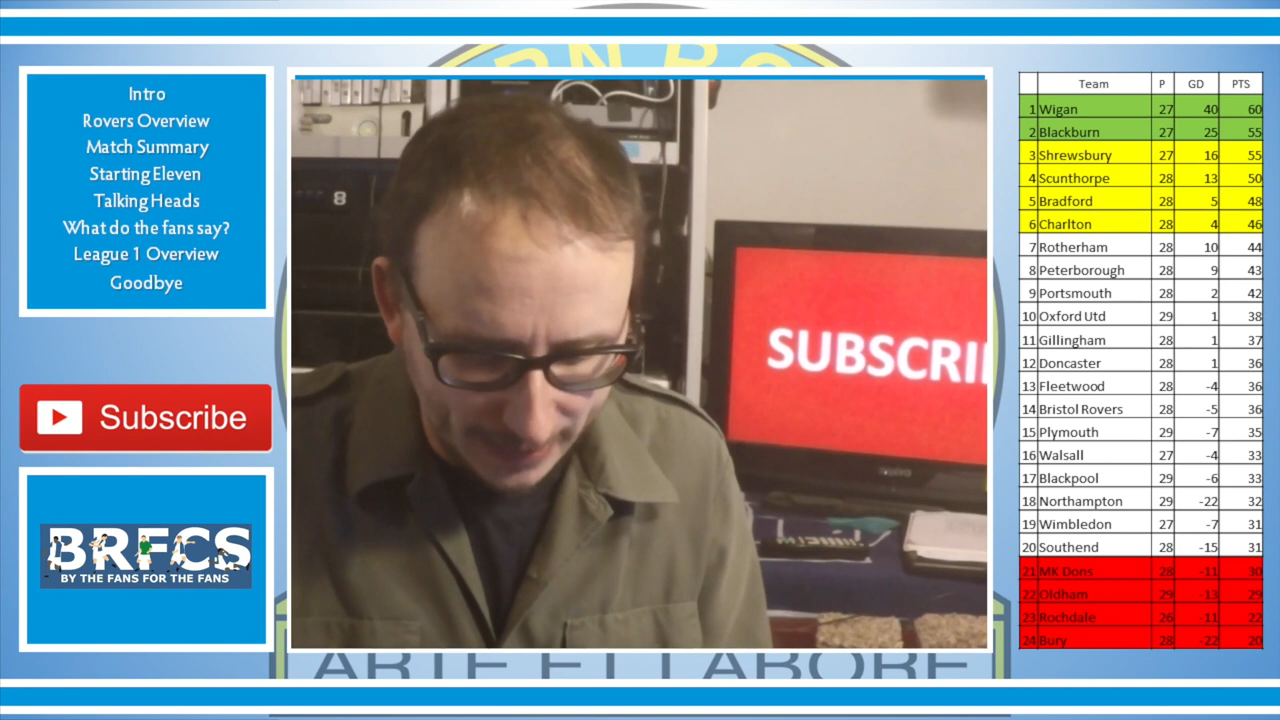 RN RO
Intro
Rovers Overview
Match Summary
Starting Eleven
Talking Heads
What do the fans say?
League 1 Overview
Goodbye
Subscribe
BRFCS
BY THE FANS FOR THE FANS
8
SUBSCRI
Team P GD PTS
1 Wigan 27 40 60
2 Blackburn 27 25 55
3 Shrewsbury 27 16 55
4 Scunthorpe 28 13 50
5 Bradford 28 5 48
6 Charlton 28 4 46
7 Rotherham 28 10 44
8 Peterborough 28 9 43
9 Portsmouth 28 2 42
10 Oxford Utd 29 1 38
11 Gillingham 28 1 37
12 Doncaster 28 1 36
13 Fleetwood 28 -4 36
14 Bristol Rovers 28 -5 36
15 Plymouth 29 -7 35
16 Walsall 27 -4 33
17 Blackpool 29 -6 33
18 Northampton 29 -22 32
19 Wimbledon 27 -7 31
20 Southend 28 -15 31
21 MK Dons 28 -11 30
22 Oldham 29 -13 29
23 Rochdale 26 -11 22
24 Bury 28 -22 20
ARTE ET LABORE